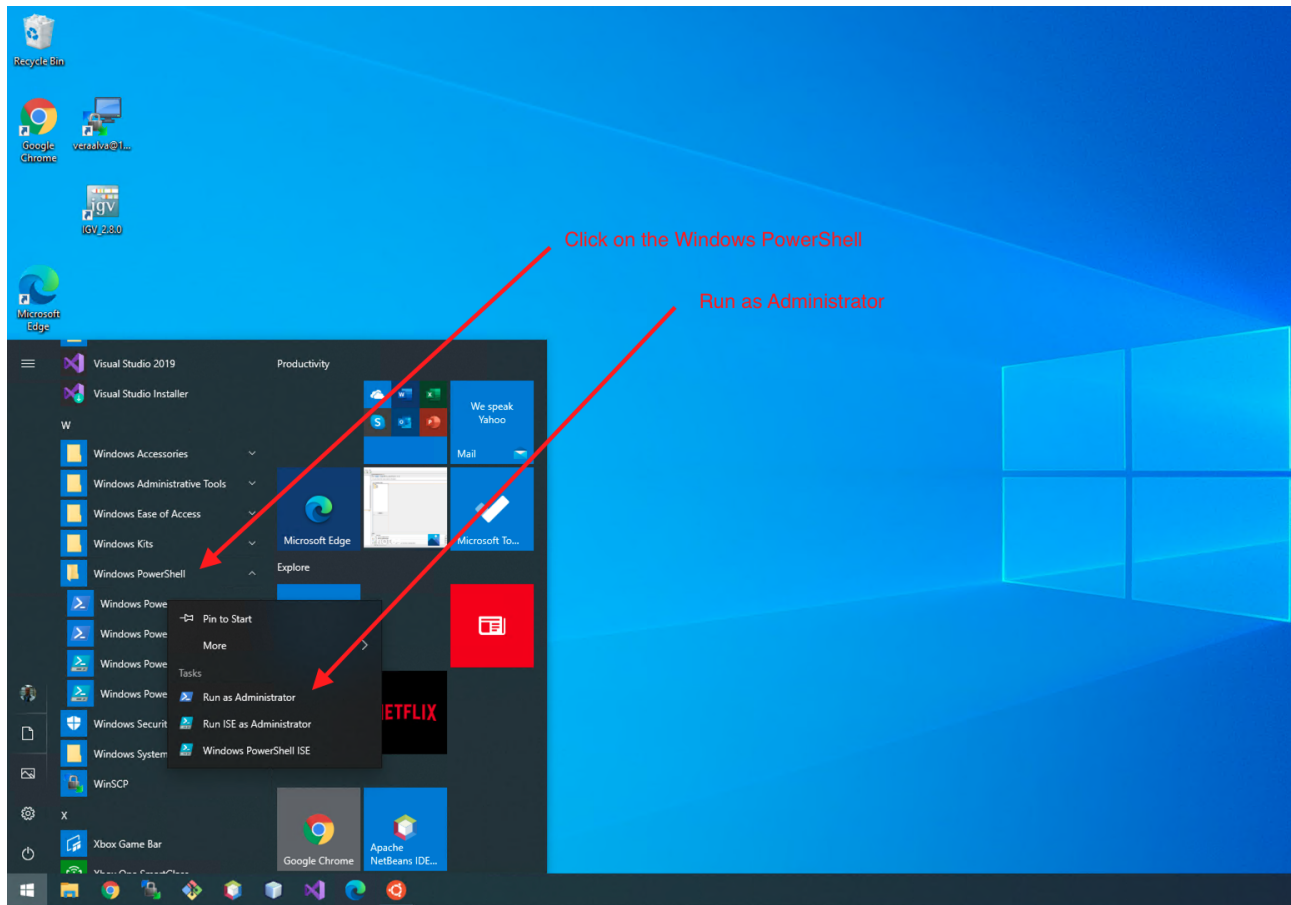 Recycle Bin
Google
Chrome
veraalva@1...
igv
IGV_2.8.0
Microsoft
Edge
Click on the Windows PowerShell
Run as Administrator
Visual Studio 2019
Visual Studio Installer
W
Windows Accessories
Windows Administrative Tools
Windows Ease of Access
Windows Kits
Windows PowerShell
Windows Powe
Windows Powe
Windows Powe
Windows Powe
Windows Securit
Windows System
WinSCP
X
Xbox Game Bar
Xbox One SmartGlass
Pin to Start
More
Tasks
Run as Administrator
Run ISE as Administrator
Windows PowerShell ISE
Productivity
We speak
Yahoo
Mail
Microsoft Edge
Microsoft To...
Explore
NETFLIX
Google Chrome
Apache
NetBeans IDE...